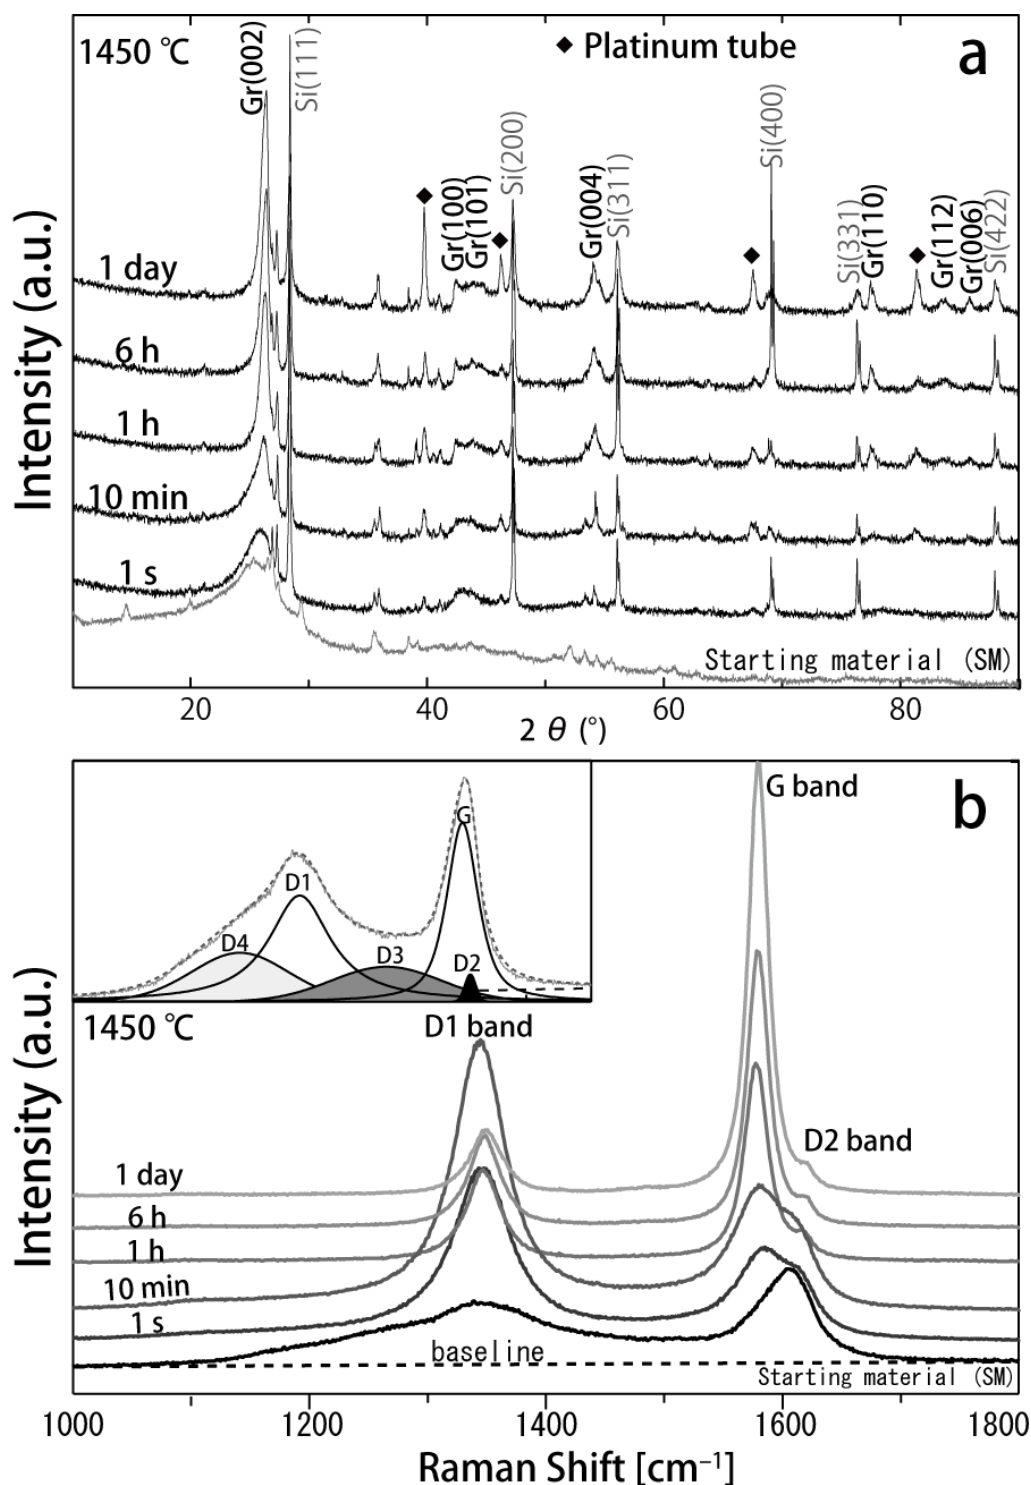 1450 ℃
◆ Platinum tube
a
Gr(002)
Si(111)
Gr(100)
Gr(101)
Si(200)
Gr(004)
Si(311)
Si(400)
Si(331)
Gr(110)
Gr(112)
Gr(006)
Si(422)
1 day
6 h
1 h
10 min
1 s
Starting material (SM)
Intensity (a.u.)
20 40 60 80
2 θ (°)
b
G band
G
D1
D4
D3
D2
1450 ℃
D1 band
D2 band
1 day
6 h
1 h
10 min
1 s
baseline
Starting material (SM)
Intensity (a.u.)
1000 1200 1400 1600 1800
Raman Shift [cm⁻¹]